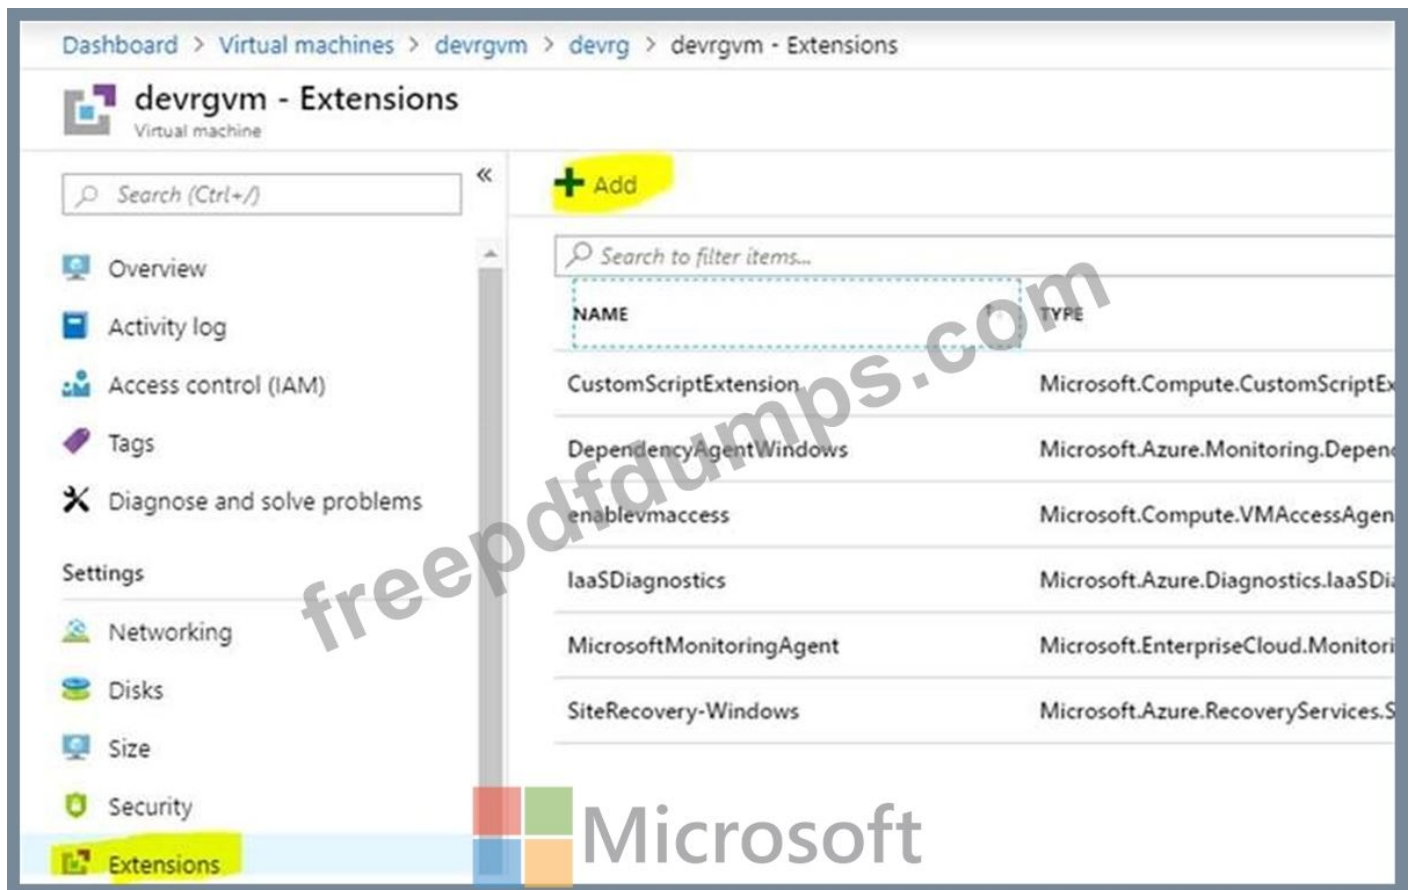 Dashboard > Virtual machines > devrgvm > devrg > devrgvm - Extensions
devrgvm - Extensions
Virtual machine
Search (Ctrl+/)
«
Overview
Activity log
Access control (IAM)
Tags
Diagnose and solve problems
Settings
Networking
Disks
Size
Security
Extensions
+ Add
Search to filter items...
NAME TYPE
CustomScriptExtension Microsoft.Compute.CustomScriptEx
DependencyAgentWindows Microsoft.Azure.Monitoring.Depend
enablevmaccess Microsoft.Compute.VMAccessAgen
IaaSDiagnostics Microsoft.Azure.Diagnostics.IaaSDia
MicrosoftMonitoringAgent Microsoft.EnterpriseCloud.Monitori
SiteRecovery-Windows Microsoft.Azure.RecoveryServices.S
freepdfdumps.com
Microsoft